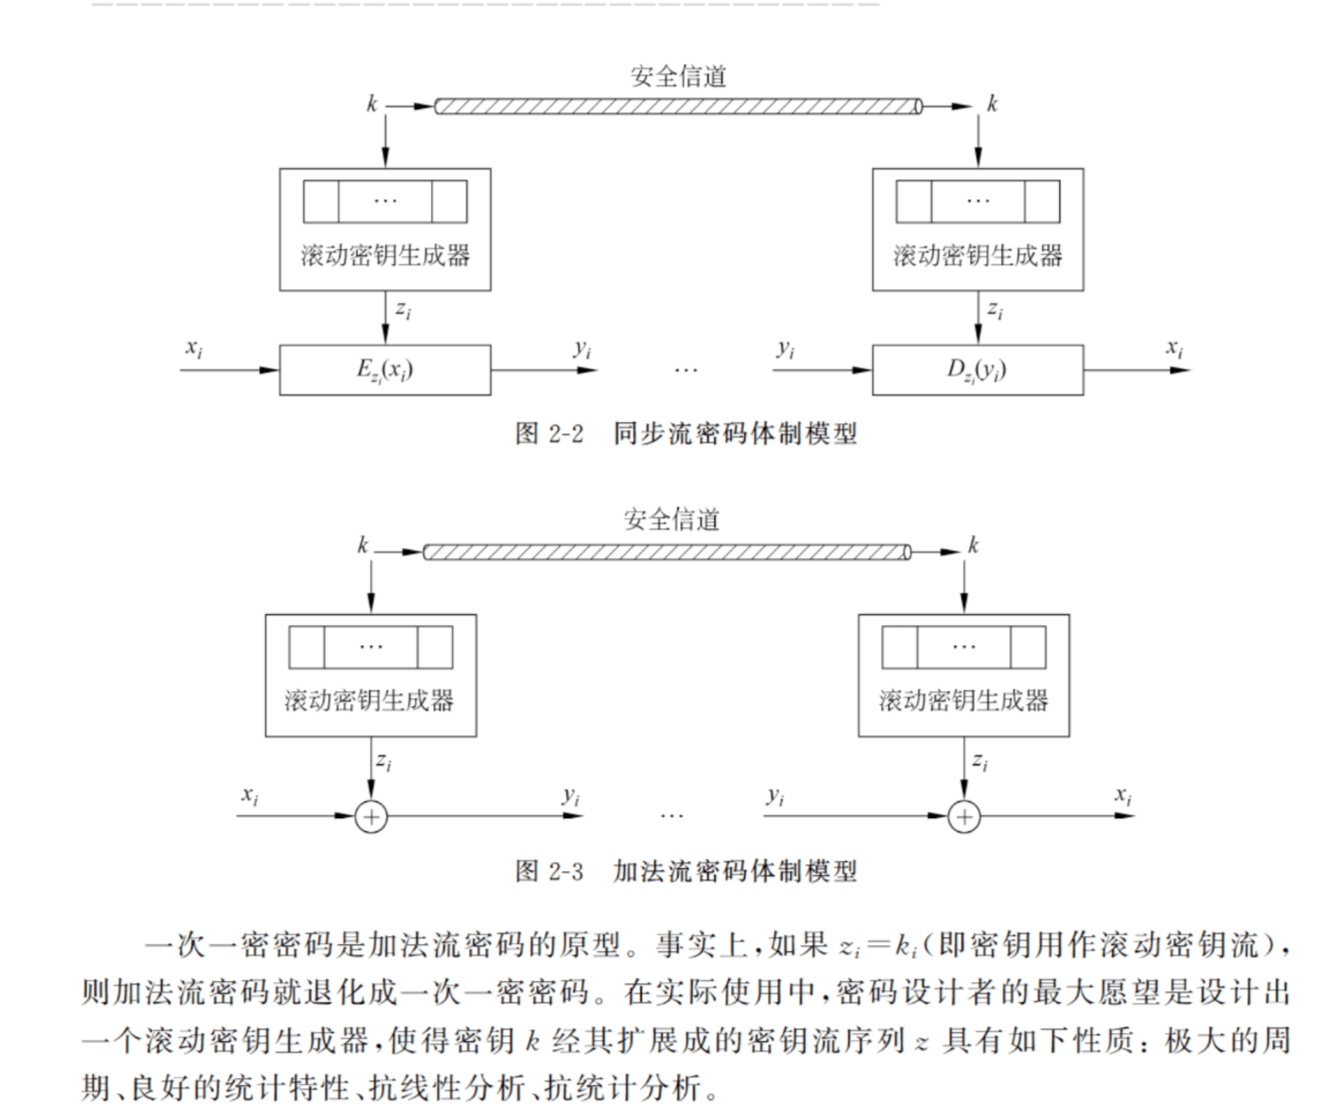 安全信道
k k
… …
滚动密钥生成器 滚动密钥生成器
z_i z_i
x_i E_{z_i}(x_i) y_i … y_i D_{z_i}(y_i) x_i
图 2-2 同步流密码体制模型
安全信道
k k
… …
滚动密钥生成器 滚动密钥生成器
z_i z_i
x_i + y_i … y_i + x_i
图 2-3 加法流密码体制模型
一次一密密码是加法流密码的原型。事实上,如果 z_i=k_i(即密钥用作滚动密钥流),
则加法流密码就退化成一次一密密码。在实际使用中,密码设计者的最大愿望是设计出
一个滚动密钥生成器,使得密钥 k 经其扩展成的密钥流序列 z 具有如下性质：极大的周
期、良好的统计特性、抗线性分析、抗统计分析。